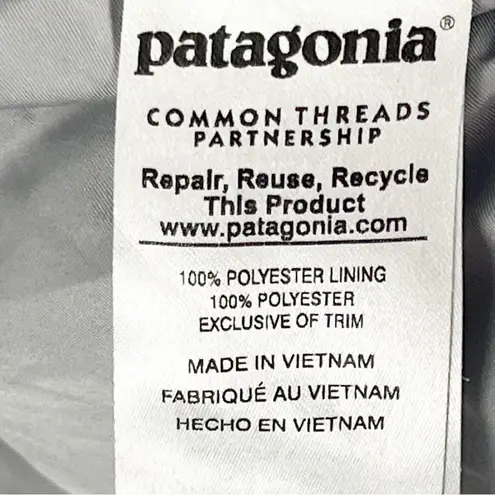 patagonia®
COMMON THREADS
PARTNERSHIP
Repair, Reuse, Recycle
This Product
www.patagonia.com
100% POLYESTER LINING
100% POLYESTER
EXCLUSIVE OF TRIM
MADE IN VIETNAM
FABRIQUÉ AU VIETNAM
HECHO EN VIETNAM